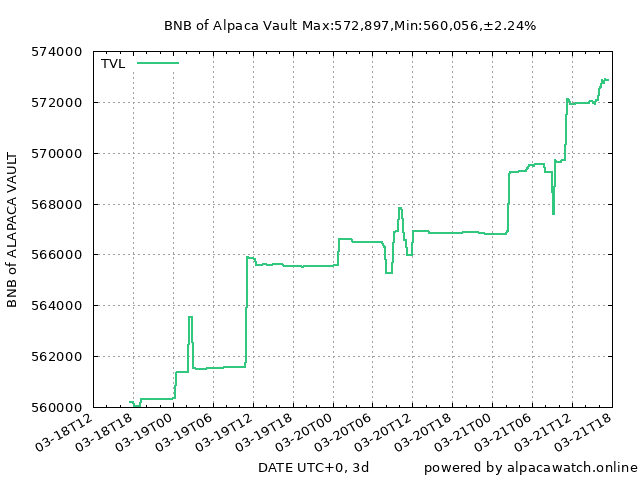 BNB of Alpaca Vault Max:572,897,Min:560,056,±2.24%
TVL
574000
572000
570000
568000
566000
564000
562000
560000
BNB of ALAPACA VAULT
03-18T12
03-18T18
03-19T00
03-19T06
03-19T12
03-19T18
03-20T00
03-20T06
03-20T12
03-20T18
03-21T00
03-21T06
03-21T12
03-21T18
DATE UTC+0, 3d
powered by alpacawatch.online